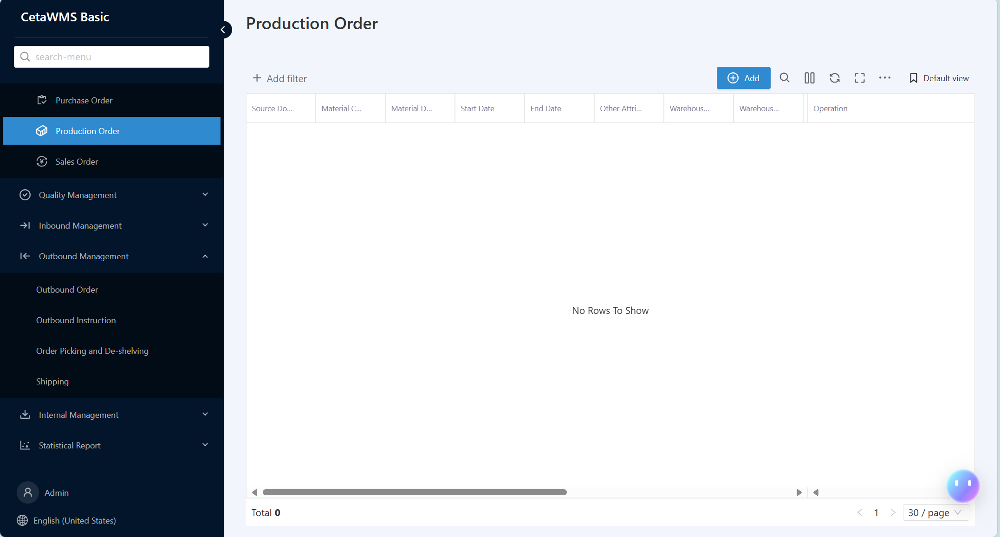 CetaWMS Basic
search-menu
Purchase Order
Production Order
Sales Order
Quality Management
Inbound Management
Outbound Management
Outbound Order
Outbound Instruction
Order Picking and De-shelving
Shipping
Internal Management
Statistical Report
Admin
English (United States)
Production Order
Add filter
Add
Default view
Source Do... Material C... Material D... Start Date End Date Other Attri... Warehous... Warehous... Operation
No Rows To Show
Total 0
1
30 / page